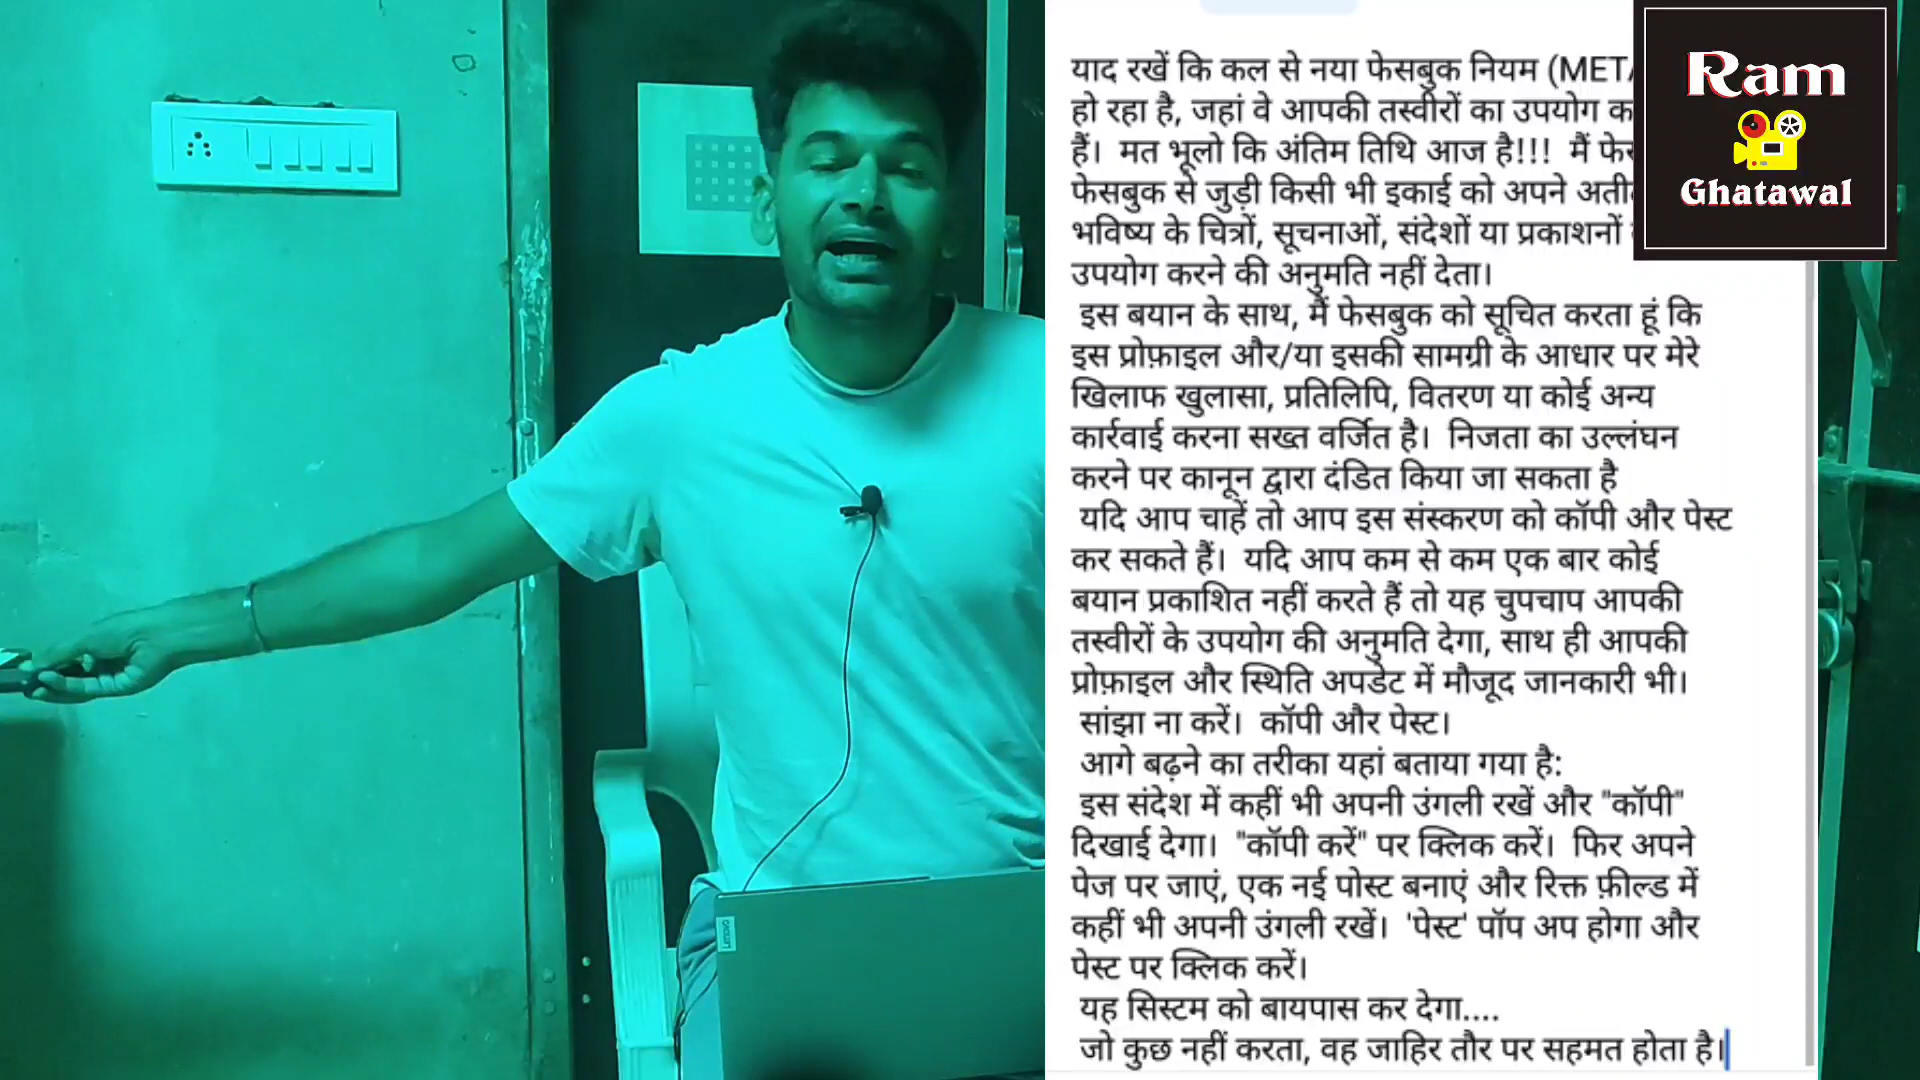 याद रखें कि कल से नया फेसबुक नियम (META
हो रहा है, जहां वे आपकी तस्वीरों का उपयोग
हैं।  मत भूलो कि अंतिम तिथि आज है!!!  मैं
फेसबुक से जुड़ी किसी भी इकाई को अपने
भविष्य के चित्रों, सूचनाओं, संदेशों या प्रकाशनों
उपयोग करने की अनुमति नहीं देता।
इस बयान के साथ, मैं फेसबुक को सूचित करता हूं कि
इस प्रोफ़ाइल और/या इसकी सामग्री के आधार पर मेरे
खिलाफ खुलासा, प्रतिलिपि, वितरण या कोई अन्य
कार्रवाई करना सख्त वर्जित है।  निजता का उल्लंघन
करने पर कानून द्वारा दंडित किया जा सकता है
यदि आप चाहें तो आप इस संस्करण को कॉपी और पेस्ट
कर सकते हैं।  यदि आप कम से कम एक बार कोई
बयान प्रकाशित नहीं करते हैं तो यह चुपचाप आपकी
तस्वीरों के उपयोग की अनुमति देगा, साथ ही आपकी
प्रोफ़ाइल और स्थिति अपडेट में मौजूद जानकारी भी।
सांझा ना करें।  कॉपी और पेस्ट।
आगे बढ़ने का तरीका यहां बताया गया है:
इस संदेश में कहीं भी अपनी उंगली रखें और "कॉपी"
दिखाई देगा।  "कॉपी करें" पर क्लिक करें।  फिर अपने
पेज पर जाएं, एक नई पोस्ट बनाएं और रिक्त फ़ील्ड में
कहीं भी अपनी उंगली रखें।  'पेस्ट' पॉप अप होगा और
पेस्ट पर क्लिक करें।
यह सिस्टम को बायपास कर देगा....
जो कुछ नहीं करता, वह जाहिर तौर पर सहमत होता है।
Ram
Ghatawal
Lenovo